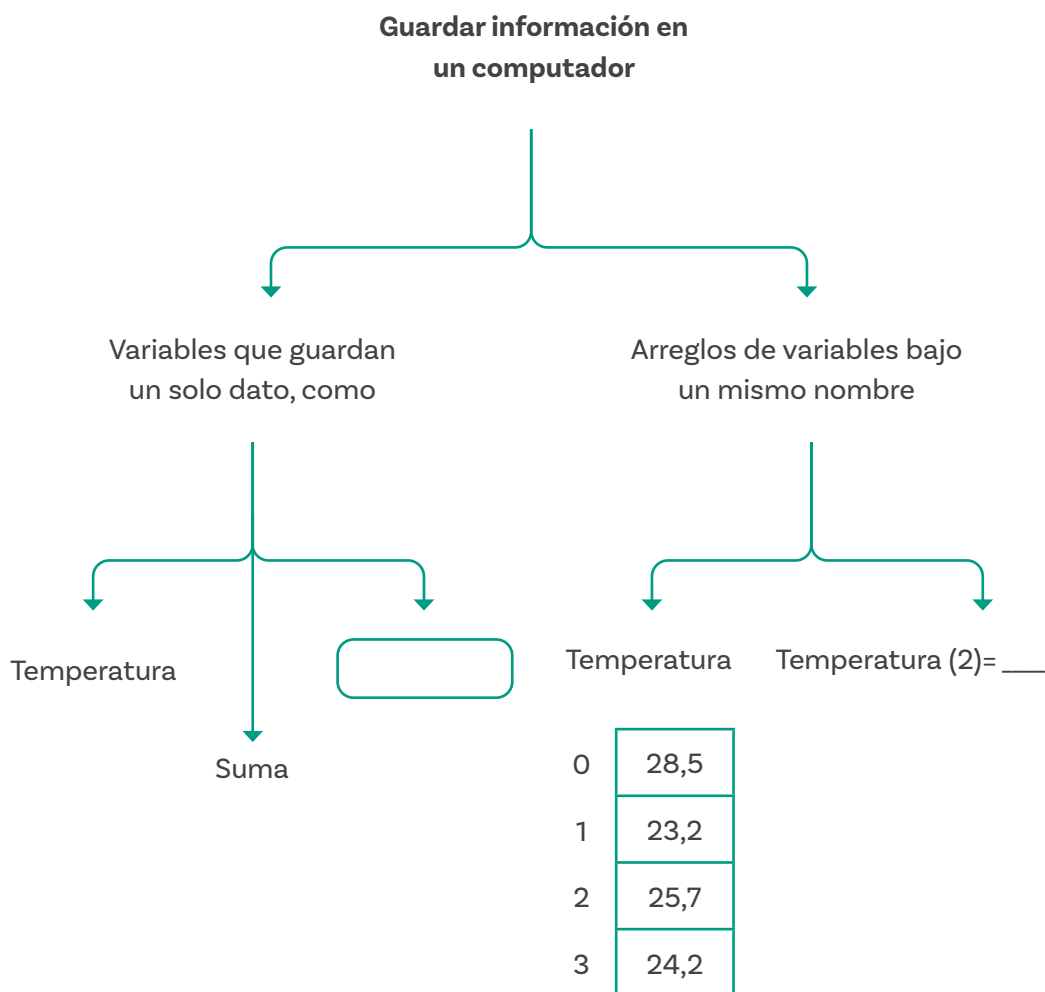 Guardar información en
un computador
Variables que guardan
un solo dato, como
Arreglos de variables bajo
un mismo nombre
Temperatura
Suma
Temperatura
Temperatura (2)= ___
0 28,5
1 23,2
2 25,7
3 24,2